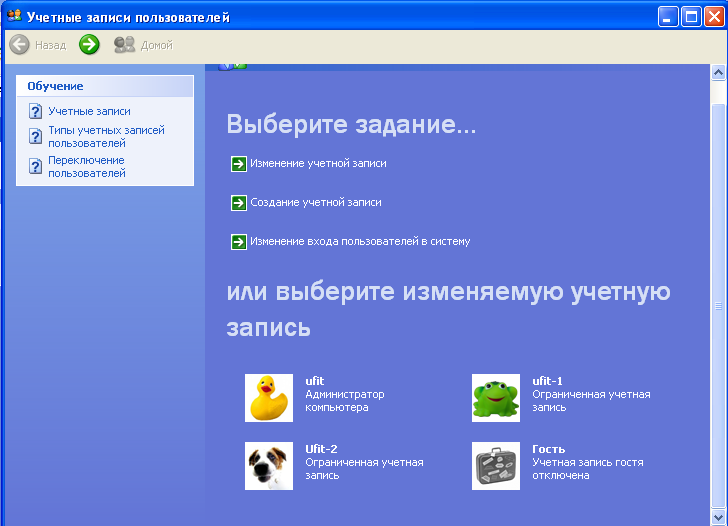 Учетные записи пользователей
Назад
Домой
Обучение
Учетные записи
Типы учетных записей
пользователей
Переключение
пользователей
Выберите задание...
Изменение учетной записи
Создание учетной записи
Изменение входа пользователей в систему
или выберите изменяемую учетную
запись
ufit
Администратор
компьютера
ufit-1
Ограниченная учетная
запись
Ufit-2
Ограниченная учетная
запись
Гость
Учетная запись гостя
отключена